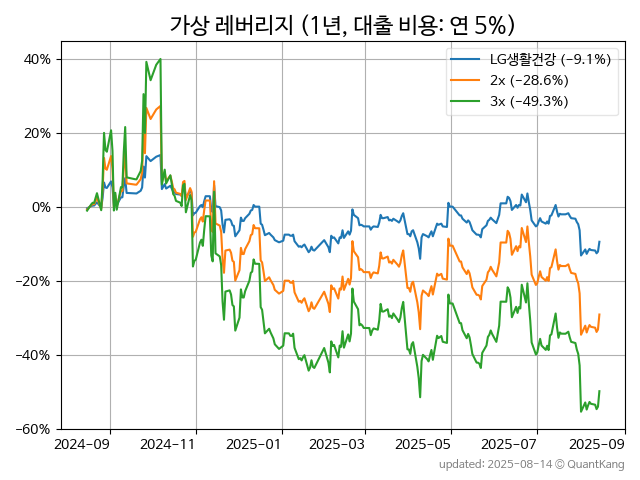 가상 레버리지 (1년, 대출 비용: 연 5%)
LG생활건강 (−9.1%)
2x (−28.6%)
3x (−49.3%)
40%
20%
0%
−20%
−40%
−60%
2024−09 2024−11 2025−01 2025−03 2025−05 2025−07 2025−09
updated: 2025-08-14 © QuantKang